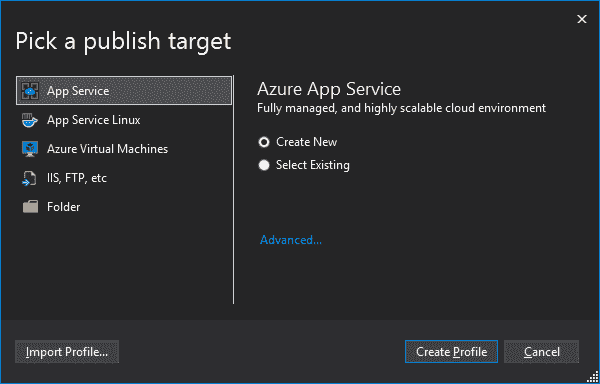 Pick a publish target
App Service
App Service Linux
Azure Virtual Machines
IIS, FTP, etc
Folder
Azure App Service
Fully managed, and highly scalable cloud environment
Create New
Select Existing
Advanced...
Import Profile...
Create Profile
Cancel